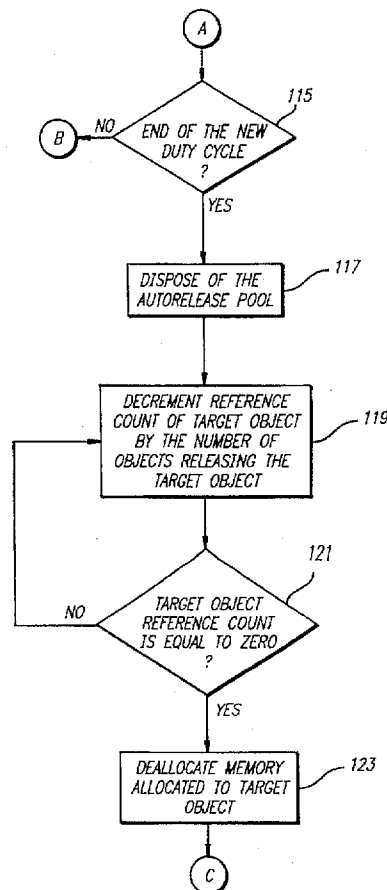 A
115
END OF THE NEW
DUTY CYCLE
?
NO
B
YES
DISPOSE OF THE
AUTORELEASE POOL
117
DECREMENT REFERENCE
COUNT OF TARGET OBJECT
BY THE NUMBER OF
OBJECTS RELEASING THE
TARGET OBJECT
119
121
TARGET OBJECT
REFERENCE COUNT
IS EQUAL TO ZERO
?
NO
YES
DEALLOCATE MEMORY
ALLOCATED TO TARGET
OBJECT
123
C